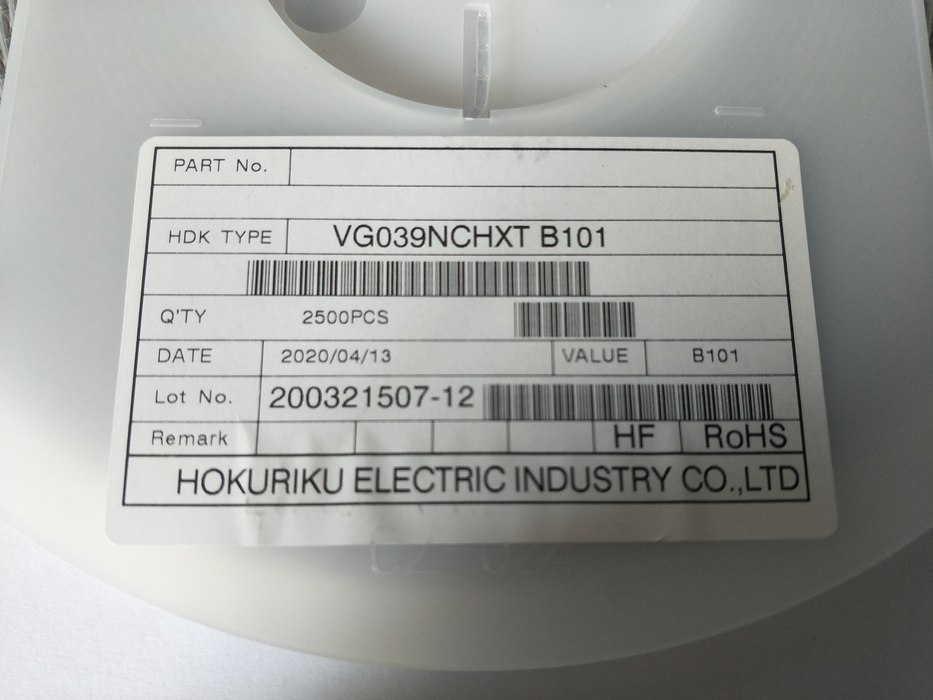 PART No.
HDK TYPE VG039NCHXT B101
Q'TY 2500PCS
DATE 2020/04/13 VALUE B101
Lot No. 200321507-12
Remark HF RoHS
HOKURIKU ELECTRIC INDUSTRY CO.,LTD